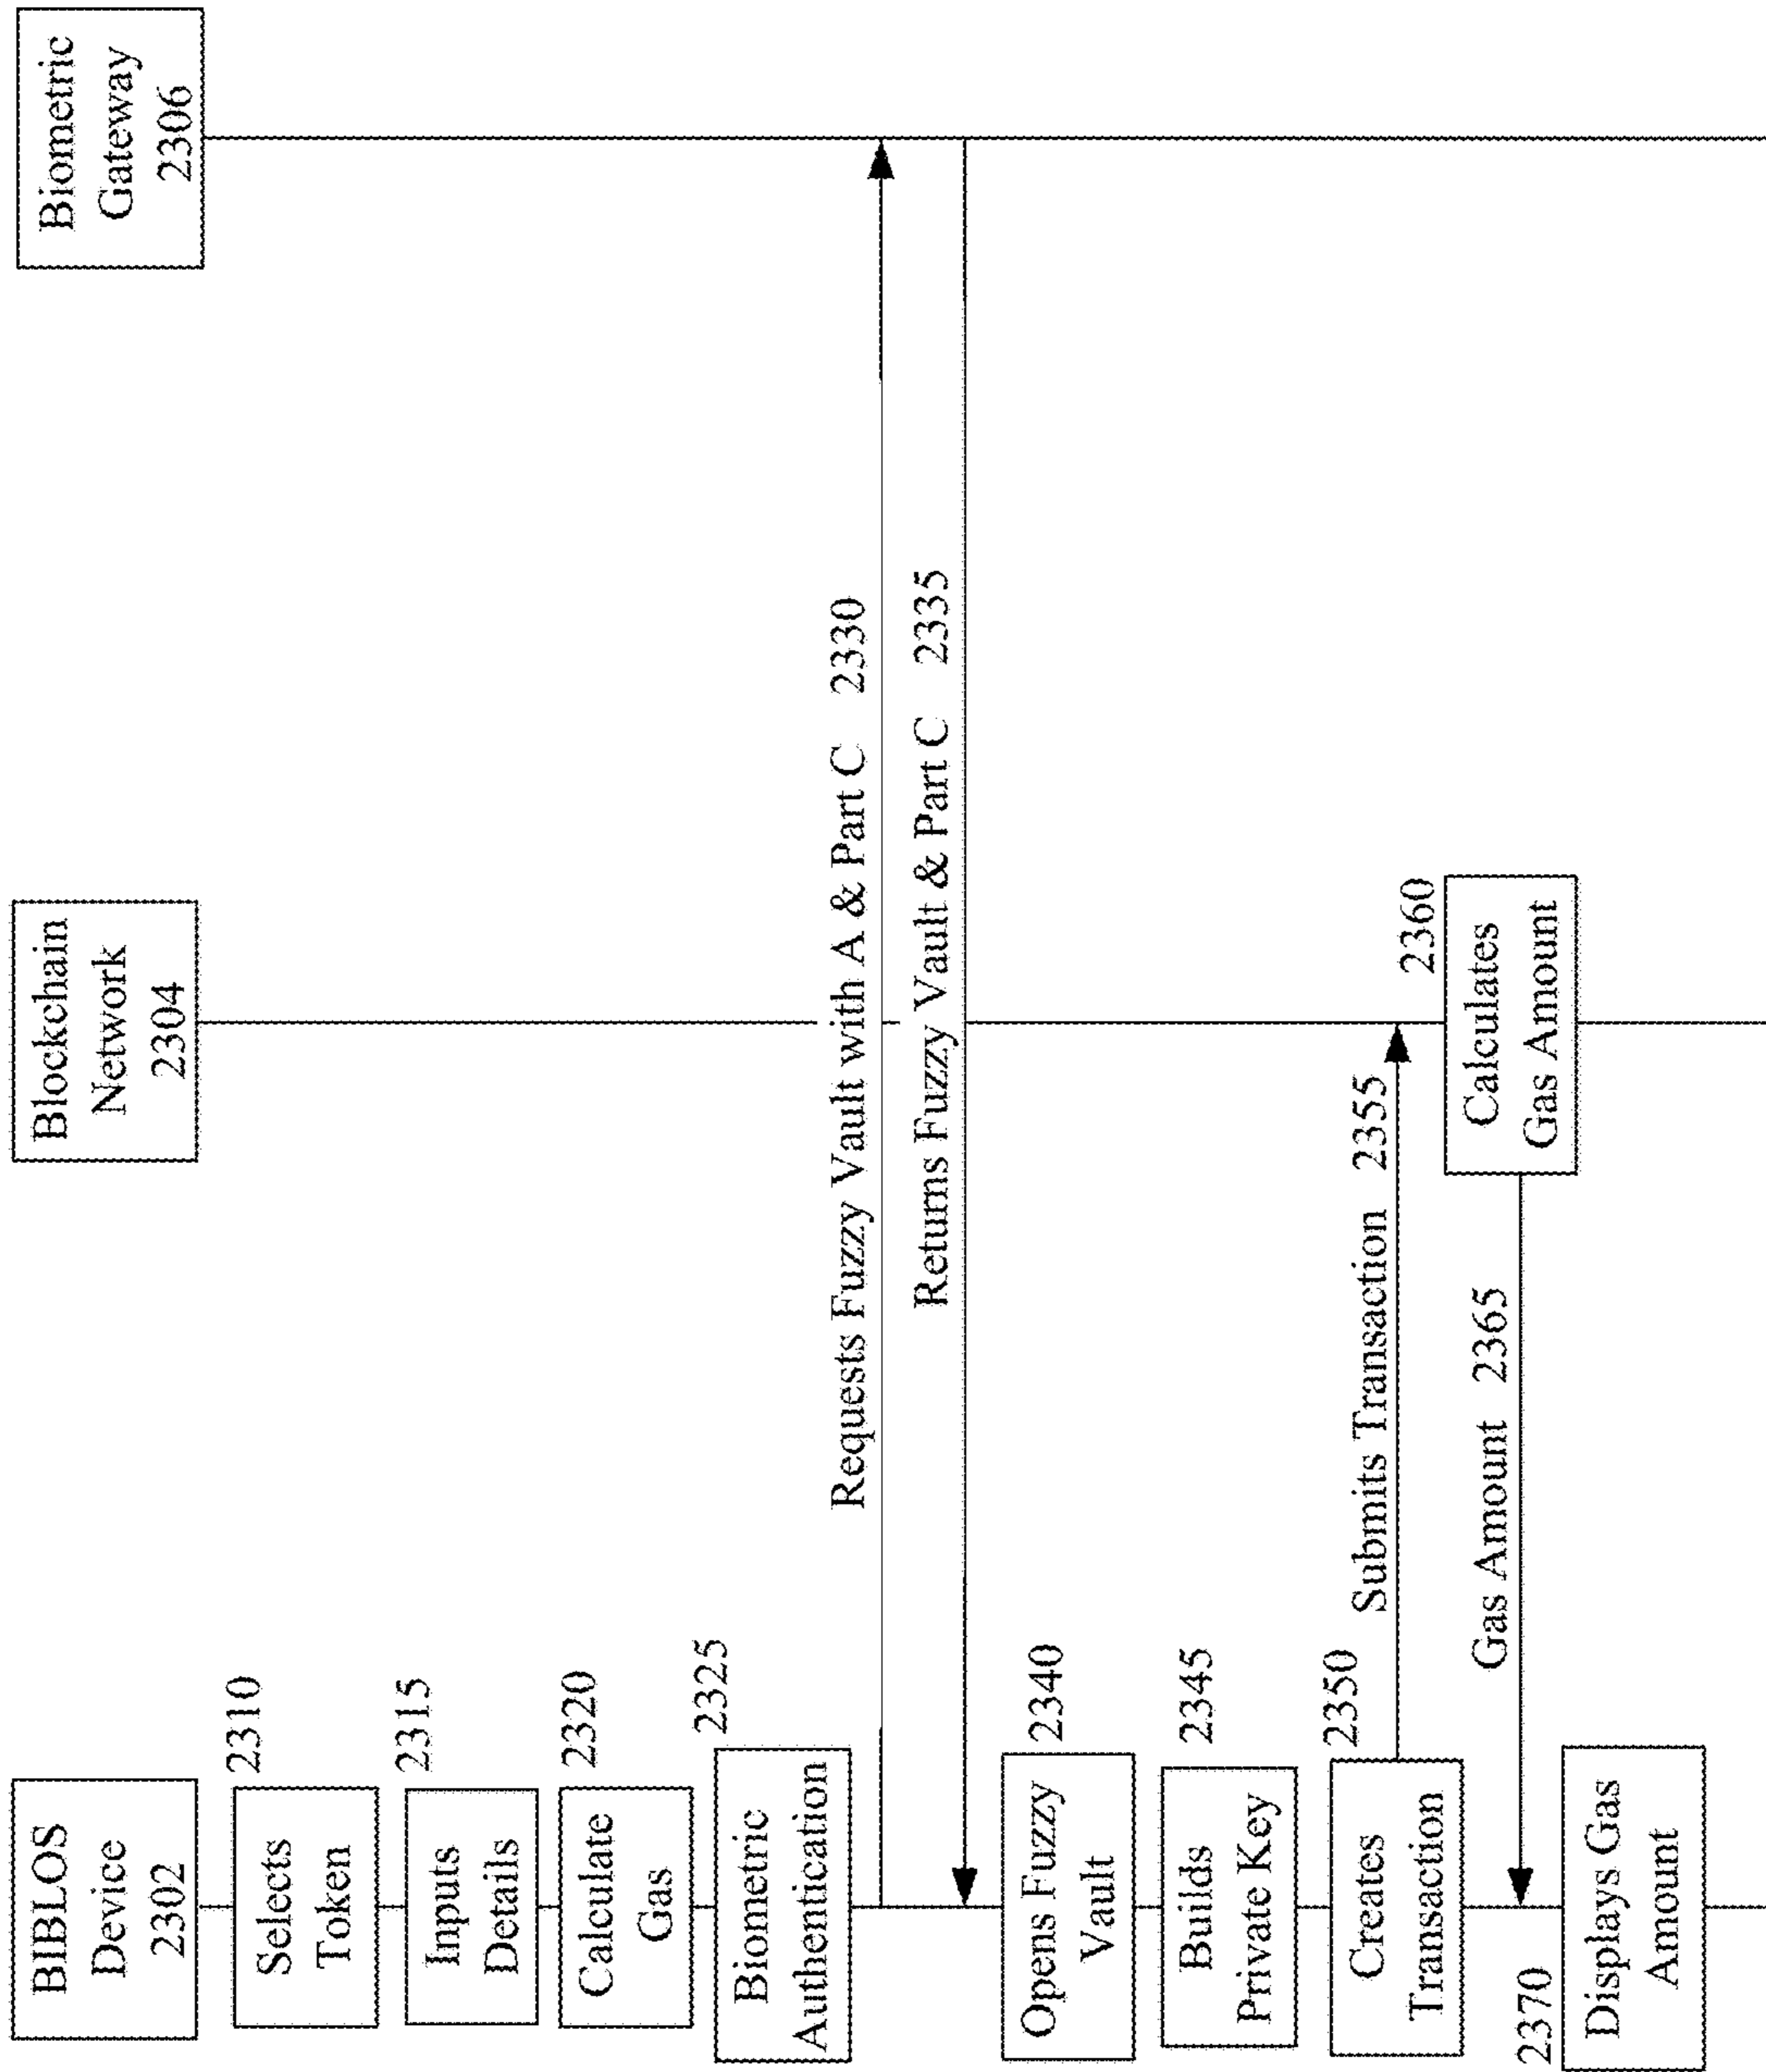 BIBLOS
Device
2302
Blockchain
Network
2304
Biometric
Gateway
2306
2310
Selects
Token
2315
Inputs
Details
2320
Calculate
Gas
2325
Biometric
Authentication
Requests Fuzzy Vault with A & Part C 2330
Returns Fuzzy Vault & Part C 2335
Opens Fuzzy
Vault
2340
Builds
Private Key
2345
Creates
Transaction
2350
Submits Transaction 2355
2360
Calculates
Gas Amount
Gas Amount 2365
2370
Displays Gas
Amount